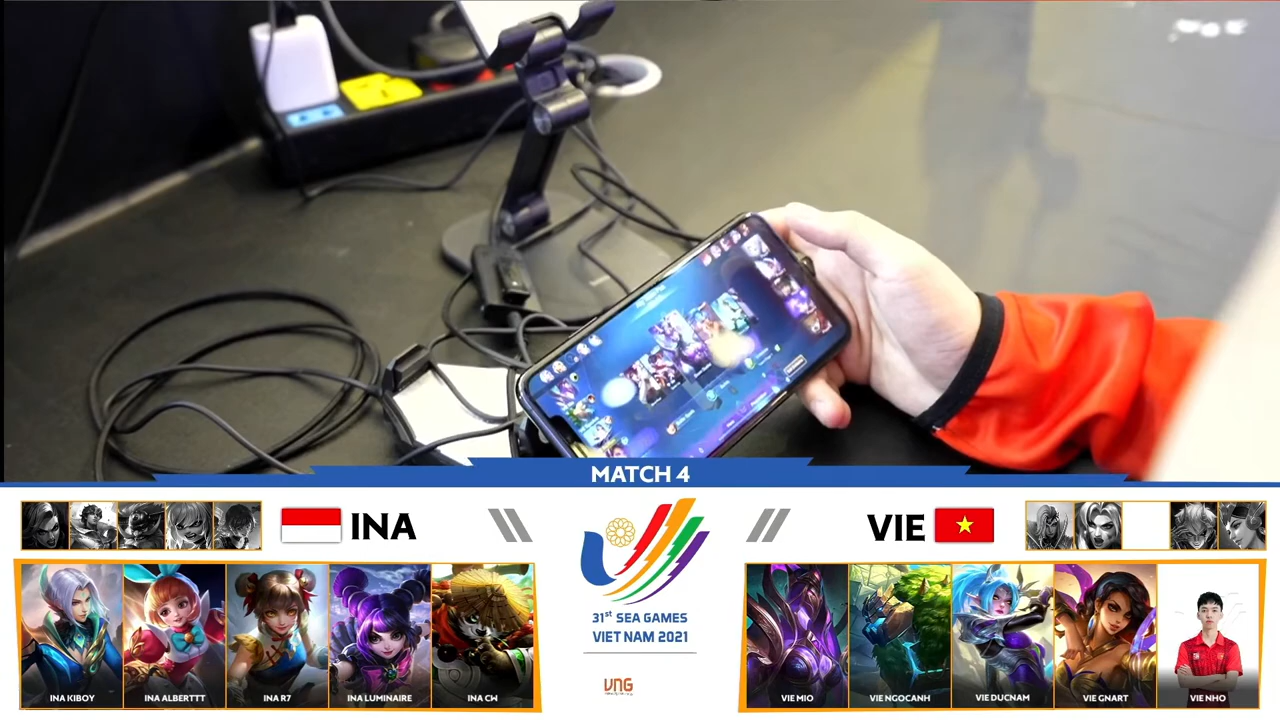 MATCH 4
INA
VIE
31st SEA GAMES
VIET NAM 2021
VNG
INA KIBOY
INA ALBERTTT
INA R7
INA LUMINAIRE
INA CW
VIE MIO
VIE NGOCANH
VIE DUCNAM
VIE GNART
VIE NHO